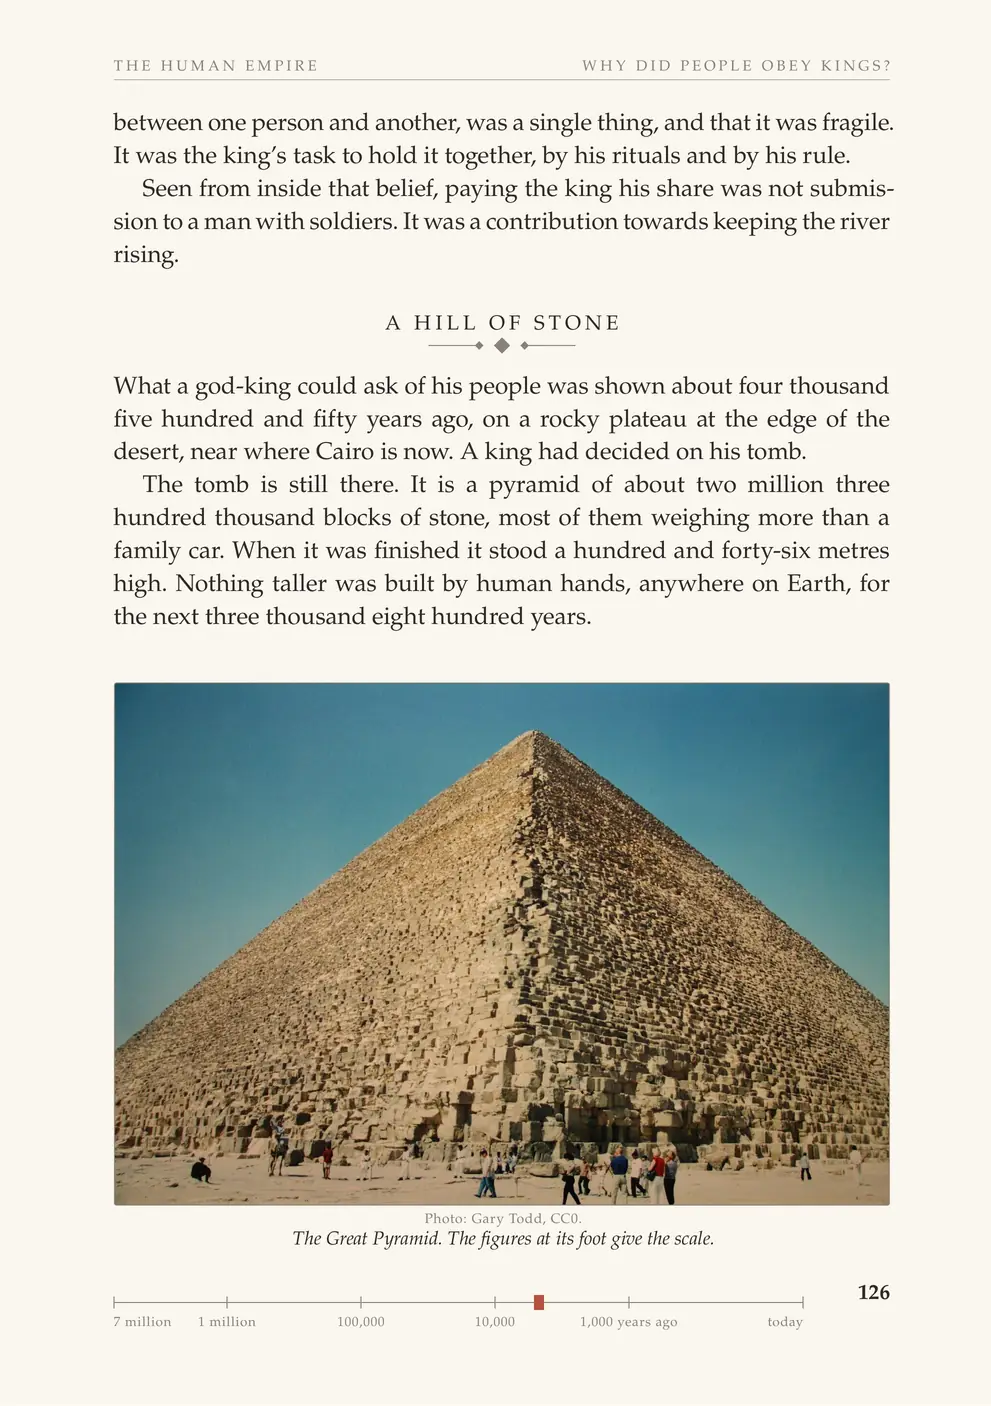 THE HUMAN EMPIRE
WHY DID PEOPLE OBEY KINGS?
between one person and another, was a single thing, and that it was fragile.
It was the king’s task to hold it together, by his rituals and by his rule.
Seen from inside that belief, paying the king his share was not submis-
sion to a man with soldiers. It was a contribution towards keeping the river
rising.
A HILL OF STONE
What a god-king could ask of his people was shown about four thousand
five hundred and fifty years ago, on a rocky plateau at the edge of the
desert, near where Cairo is now. A king had decided on his tomb.
The tomb is still there. It is a pyramid of about two million three
hundred thousand blocks of stone, most of them weighing more than a
family car. When it was finished it stood a hundred and forty-six metres
high. Nothing taller was built by human hands, anywhere on Earth, for
the next three thousand eight hundred years.
Photo: Gary Todd, CC0.
The Great Pyramid. The figures at its foot give the scale.
126
7 million
1 million
100,000
10,000
1,000 years ago
today